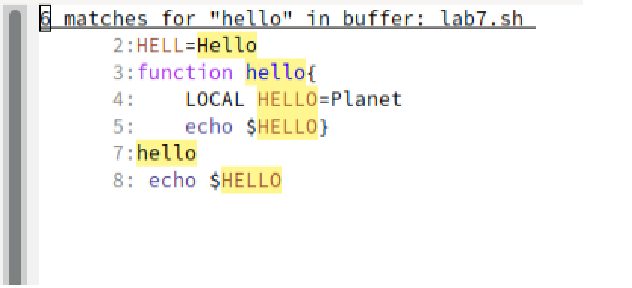 6 matches for "hello" in buffer: lab7.sh
2:HELL=Hello
3:function hello{
4:    LOCAL HELLO=Planet
5:    echo $HELLO}
7:hello
8: echo $HELLO